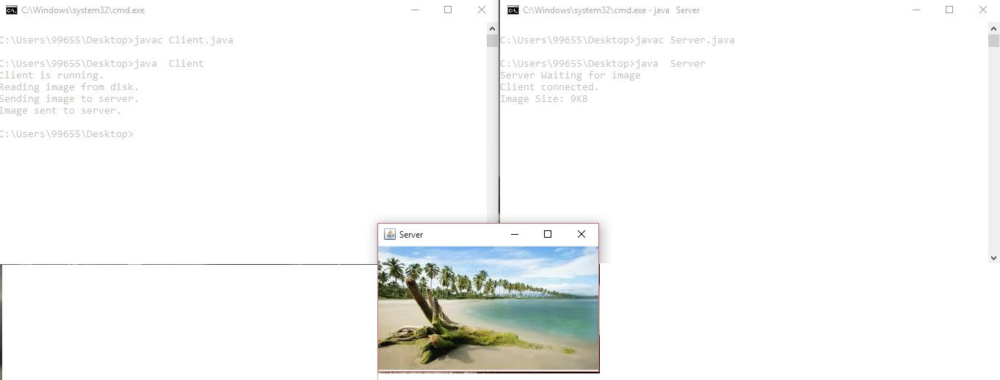 C:\Windows\system32\cmd.exe
C:\Users\99655\Desktop>javac Client.java
C:\Users\99655\Desktop>java  Client
Client is running.
Reading image from disk.
Sending image to server.
Image sent to server.
C:\Users\99655\Desktop>
C:\Windows\system32\cmd.exe - java  Server
C:\Users\99655\Desktop>javac Server.java
C:\Users\99655\Desktop>java  Server
Server Waiting for image
Client connected.
Image Size: 9KB
Server